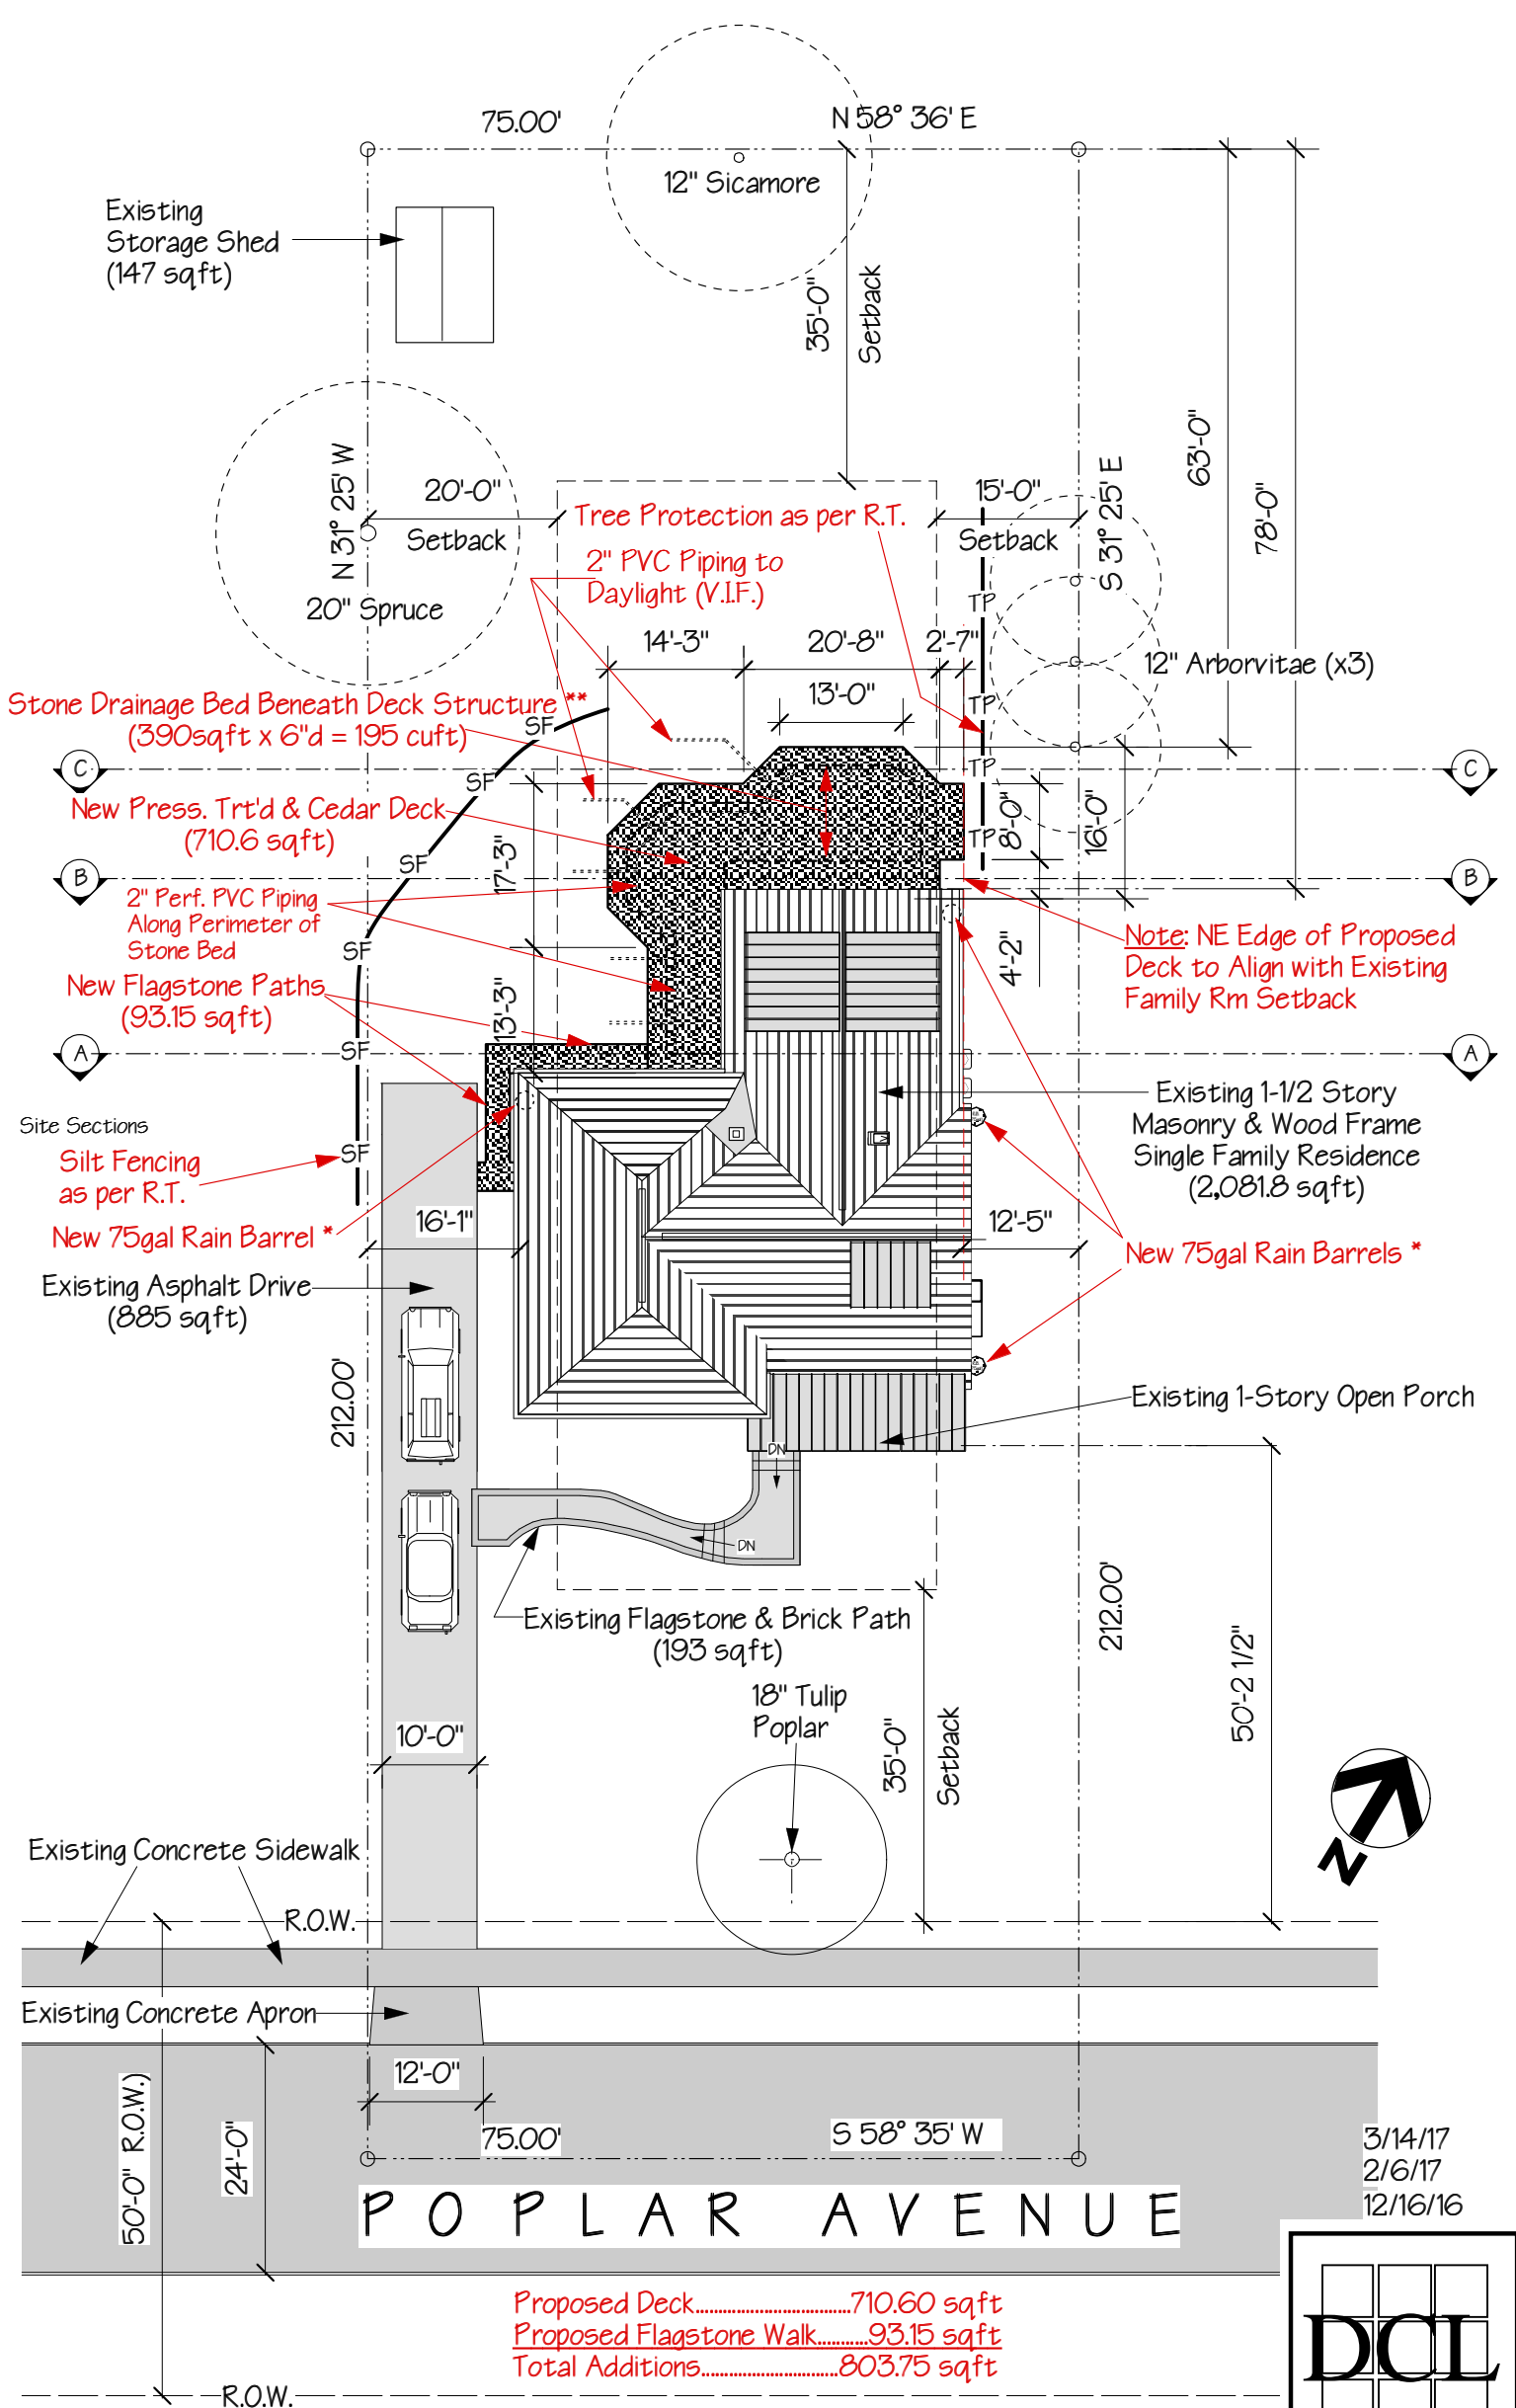 75.00'
N 58° 36' E
12" Sicamore
Existing
Storage Shed
(147 sqft)
35'-0"
Setback
63'-0"
78'-0"
N 31° 25' W
20'-0"
Setback
20" Spruce
Tree Protection as per R.T.
2" PVC Piping to
Daylight (V.I.F.)
15'-0"
Setback
S 31° 25' E
TP
14'-3"
20'-8"
2'-7"
12" Arborvitae (x3)
13'-0"
TP
Stone Drainage Bed Beneath Deck Structure **
(390sqft x 6"d = 195 cuft)
SF
C
TP
C
SF
New Press. Trt'd & Cedar Deck
(710.6 sqft)
17'-3"
TP
8'-0"
16'-0"
SF
B
B
2" Perf. PVC Piping
Along Perimeter of
Stone Bed
SF
4'-2"
Note: NE Edge of Proposed
Deck to Align with Existing
Family Rm Setback
New Flagstone Paths
(93.15 sqft)
13'-3"
A
SF
A
Existing 1-1/2 Story
Masonry & Wood Frame
Single Family Residence
(2,081.8 sqft)
Site Sections
Silt Fencing
as per R.T.
SF
New 75gal Rain Barrel *
16'-1"
12'-5"
New 75gal Rain Barrels *
Existing Asphalt Drive
(885 sqft)
212.00'
Existing 1-Story Open Porch
DN
DN
Existing Flagstone & Brick Path
(193 sqft)
212.00'
50'-2 1/2"
18" Tulip
Poplar
35'-0"
Setback
10'-0"
N
Existing Concrete Sidewalk
R.O.W.
Existing Concrete Apron
12'-0"
50'-0" R.O.W.)
24'-0"
75.00'
S 58° 35' W
3/14/17
2/6/17
12/16/16
POPLAR AVENUE
Proposed Deck.................................710.60 sqft
Proposed Flagstone Walk...........93.15 sqft
Total Additions.............................803.75 sqft
DCL
R.O.W.